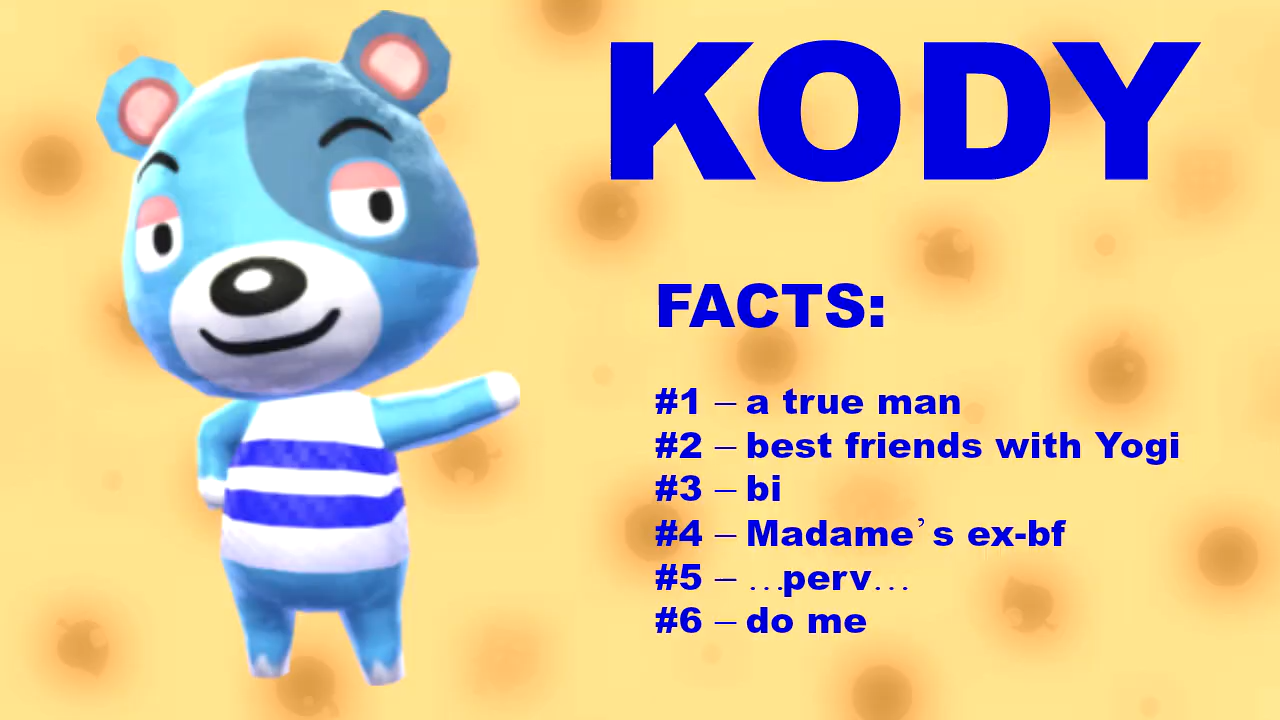 KODY
FACTS:
#1 – a true man
#2 – best friends with Yogi
#3 – bi
#4 – Madame’s ex-bf
#5 – …perv…
#6 – do me